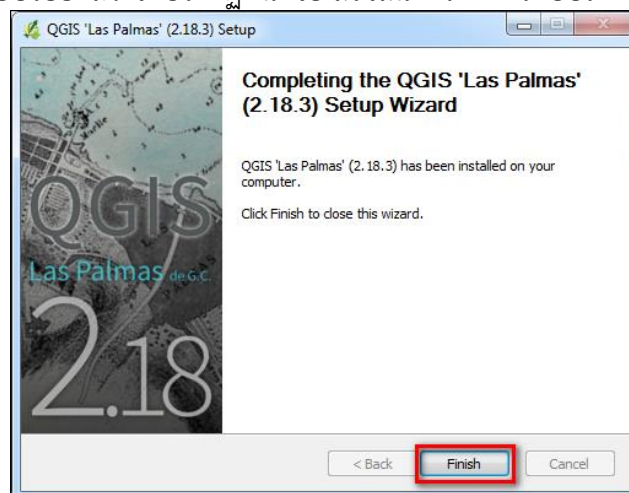 QGIS 'Las Palmas' (2.18.3) Setup
Completing the QGIS 'Las Palmas'
(2.18.3) Setup Wizard
QGIS 'Las Palmas' (2.18.3) has been installed on your
computer.
Click Finish to close this wizard.
QGIS
Las Palmas de G.C.
2.18
< Back
Finish
Cancel